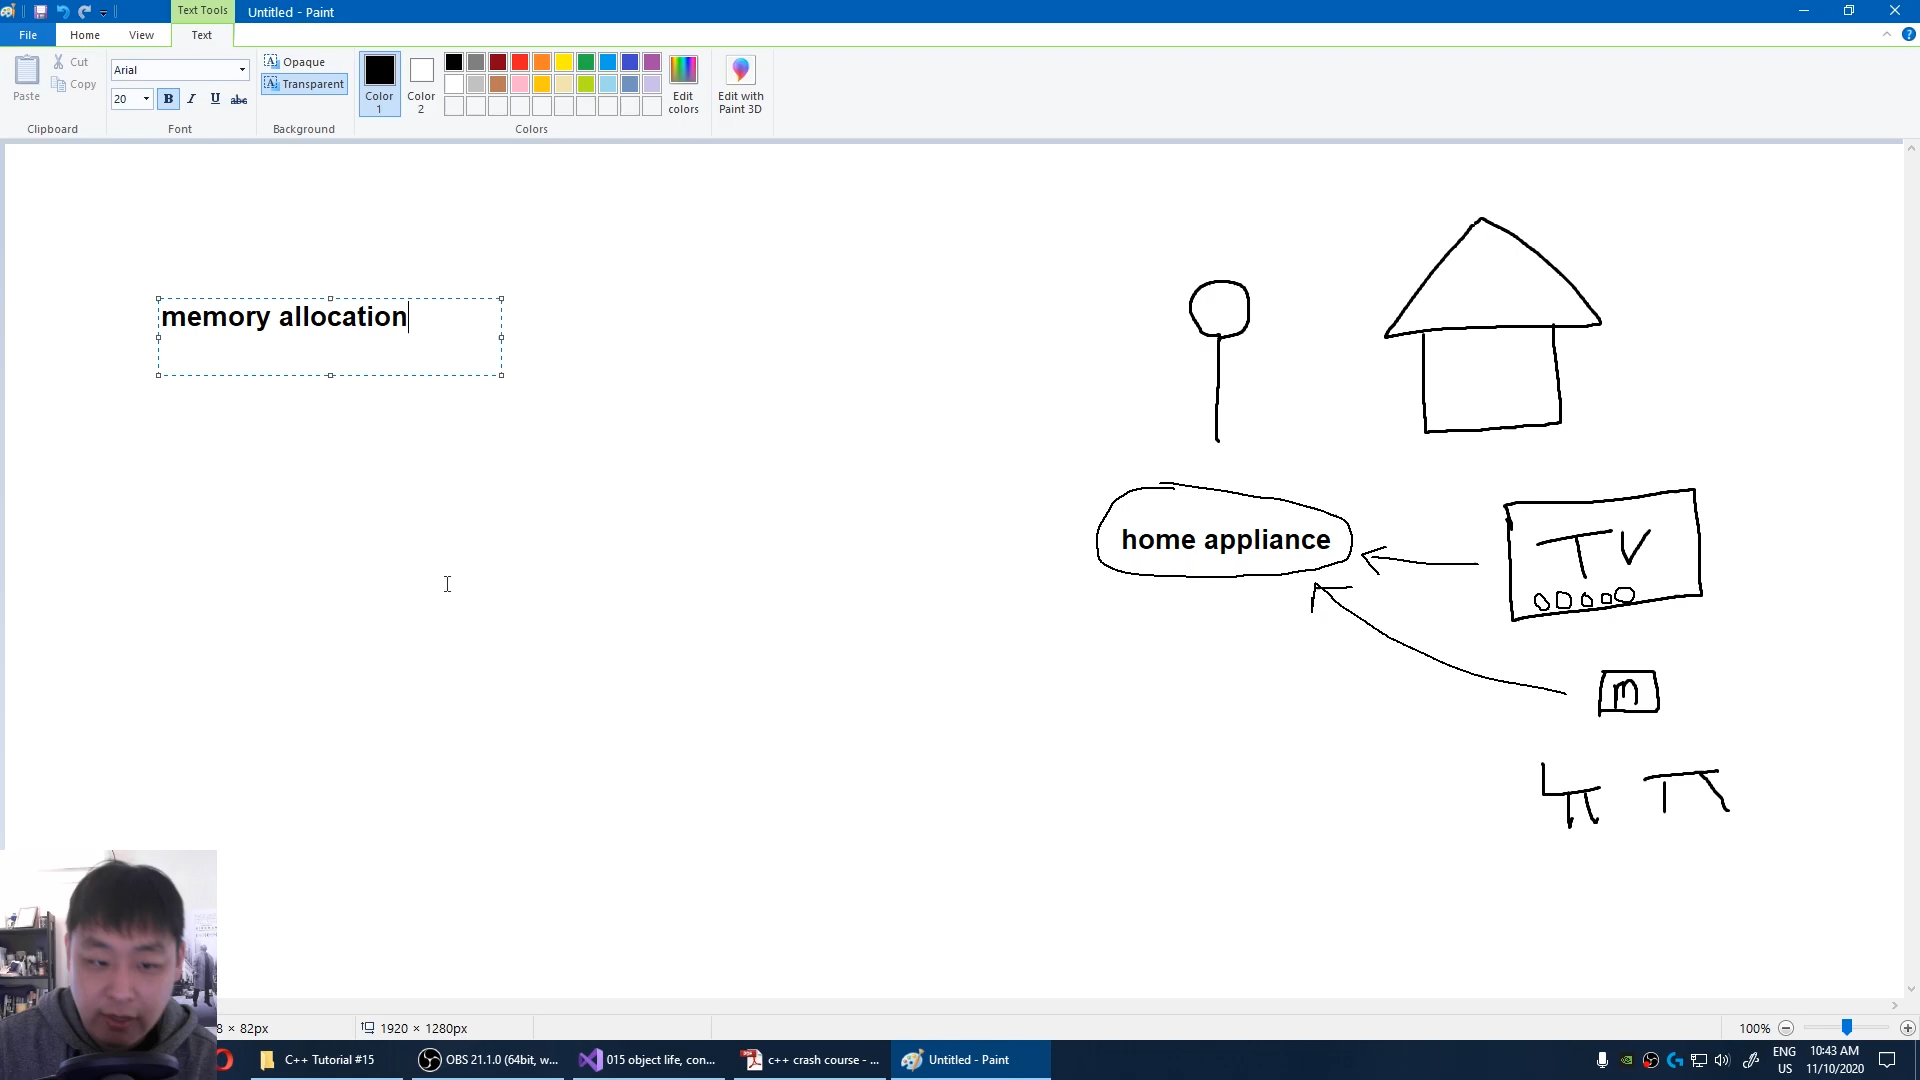 Text Tools
Untitled - Paint
File
Home
View
Text
Paste
Cut
Copy
Clipboard
Arial
20
B
I
U
abc
Font
Opaque
Transparent
Background
Color
1
Color
2
Edit
colors
Colors
Edit with
Paint 3D
memory allocation
home appliance
TV
m
8 × 82px
1920 × 1280px
100%
C++ Tutorial #15
OBS 21.1.0 (64bit, w...
015 object life, con...
c++ crash course - ...
Untitled - Paint
ENG
US
10:43 AM
11/10/2020